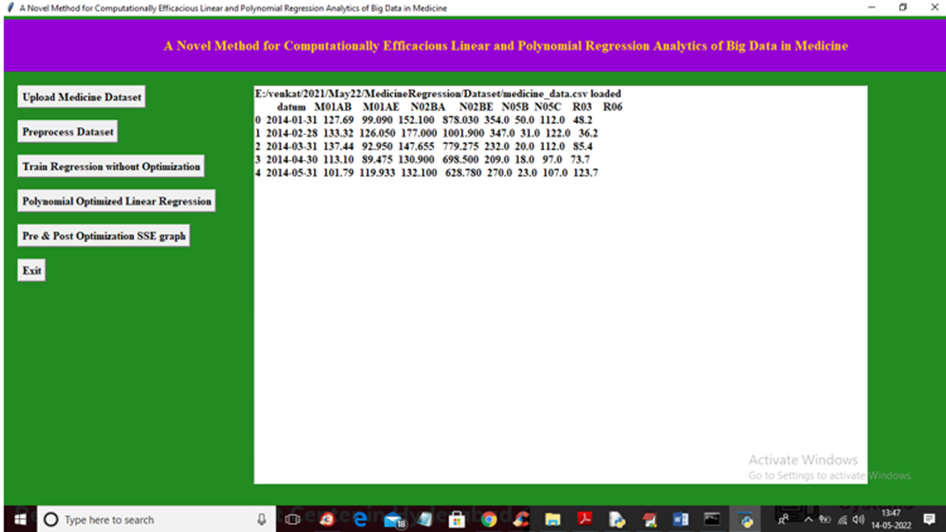 A Novel Method for Computationally Efficacious Linear and Polynomial Regression Analytics of Big Data in Medicine
A Novel Method for Computationally Efficacious Linear and Polynomial Regression Analytics of Big Data in Medicine
Upload Medicine Dataset
Preprocess Dataset
Train Regression without Optimization
Polynomial Optimized Linear Regression
Pre & Post Optimization SSE graph
Exit
E:/venkat/2021/May22/MedicineRegression/Dataset/medicine_data.csv loaded
datum M01AB M01AE N02BA N02BE N05B N05C R03 R06
0 2014-01-31 127.69 99.090 152.100 878.030 354.0 50.0 112.0 48.2
1 2014-02-28 133.32 126.050 177.000 1001.900 347.0 31.0 122.0 36.2
2 2014-03-31 137.44 92.950 147.655 779.275 232.0 20.0 112.0 85.4
3 2014-04-30 113.10 89.475 130.900 698.500 209.0 18.0 97.0 73.7
4 2014-05-31 101.79 119.933 132.100 628.780 270.0 23.0 107.0 123.7
Activate Windows
Go to Settings to activate Windows.
Type here to search
18
13:47
14-05-2022